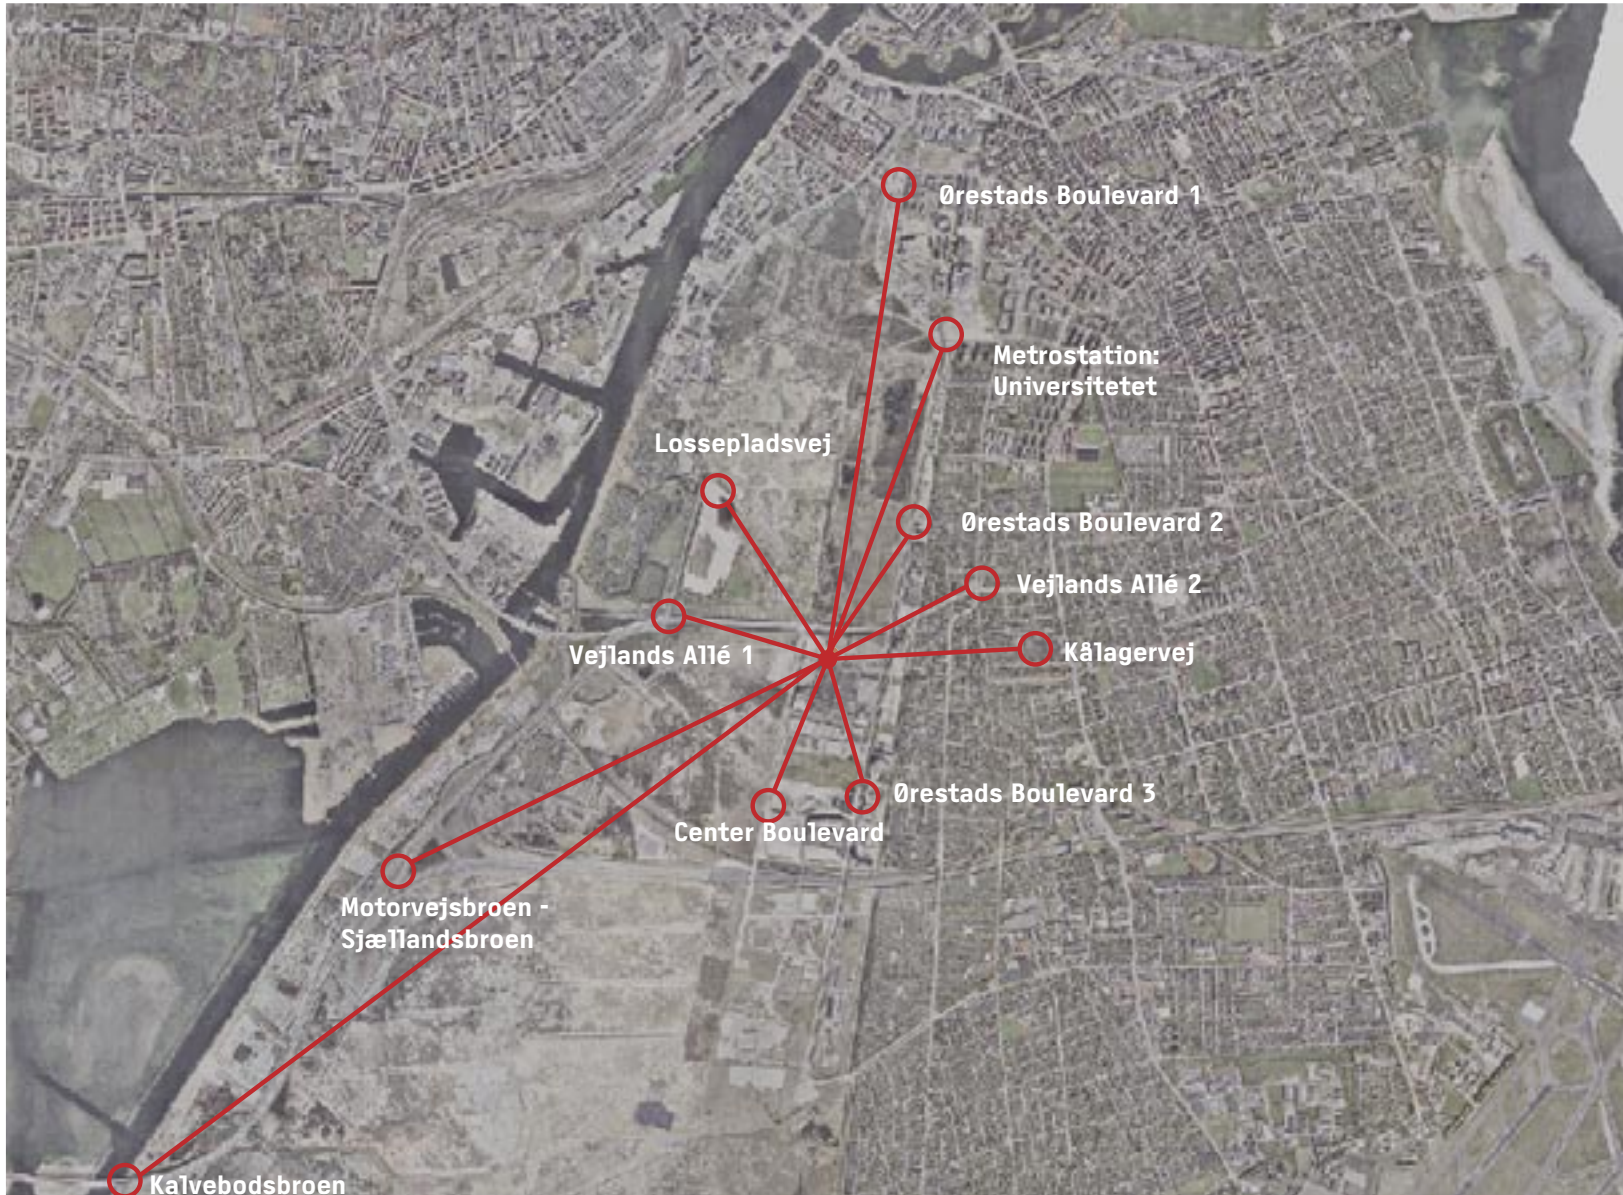 Ørestads Boulevard 1
Metrostation:
Universitetet
Lossepladsvej
Ørestads Boulevard 2
Vejlands Allé 2
Vejlands Allé 1
Kålagervej
Ørestads Boulevard 3
Center Boulevard
Motorvejsbroen -
Sjællandsbroen
Kalvebodsbroen